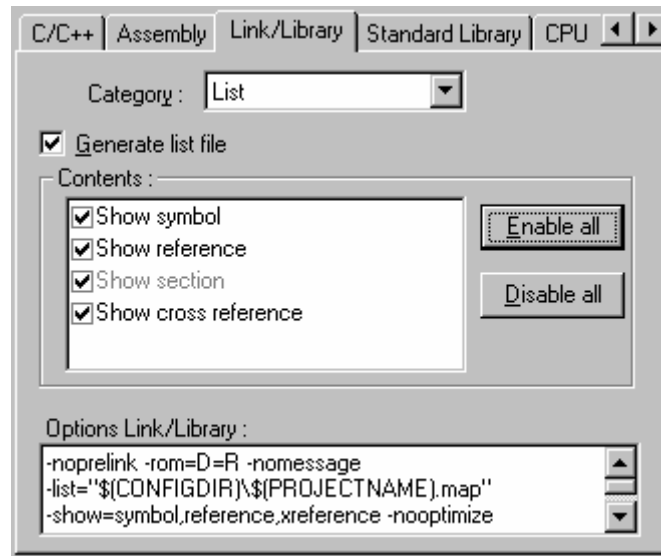 C/C++ Assembly Link/Library Standard Library CPU
Category : List
Generate list file
Contents :
Show symbol
Enable all
Show reference
Show section
Disable all
Show cross reference
Options Link/Library :
-noprelink -rom=D=R -nomessage
-list="$(CONFIGDIR)\$(PROJECTNAME).map"
-show=symbol,reference,xreference -nooptimize